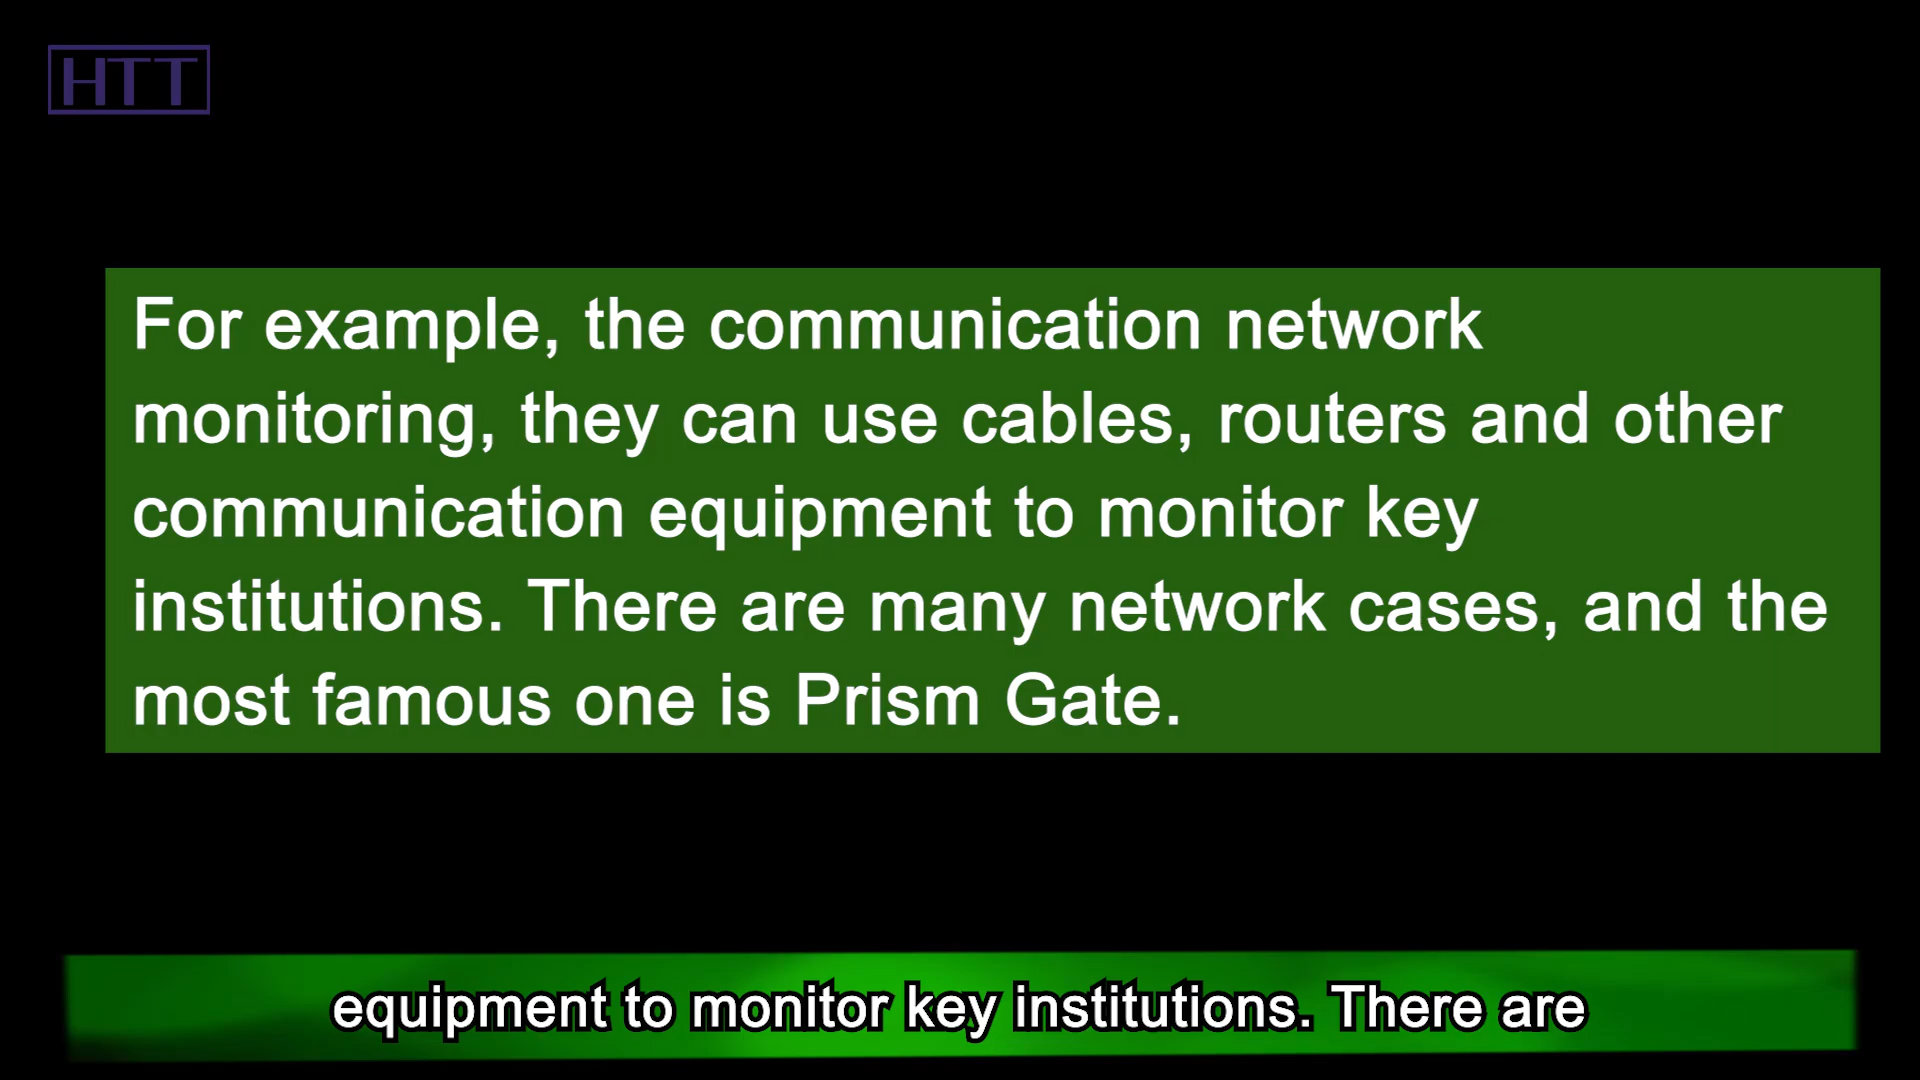 HTT
For example, the communication network
monitoring, they can use cables, routers and other
communication equipment to monitor key
institutions. There are many network cases, and the
most famous one is Prism Gate.
equipment to monitor key institutions. There are